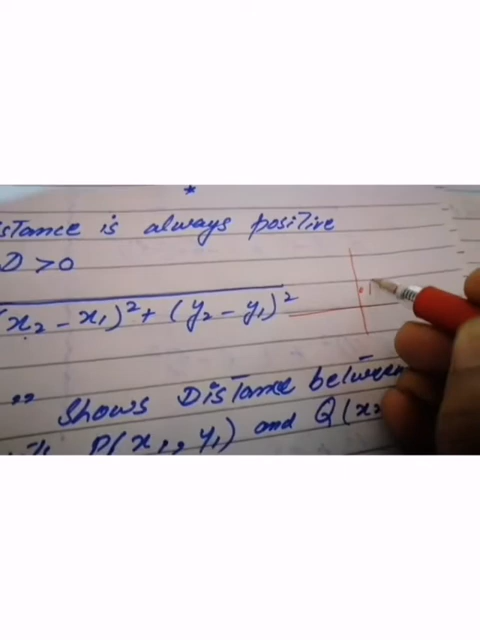 *
istance is always positive
D > 0
(x₂ - x₁)² + (y₂ - y₁)²
" Shows Distance between
P(x₁, y₁) and Q(x₂